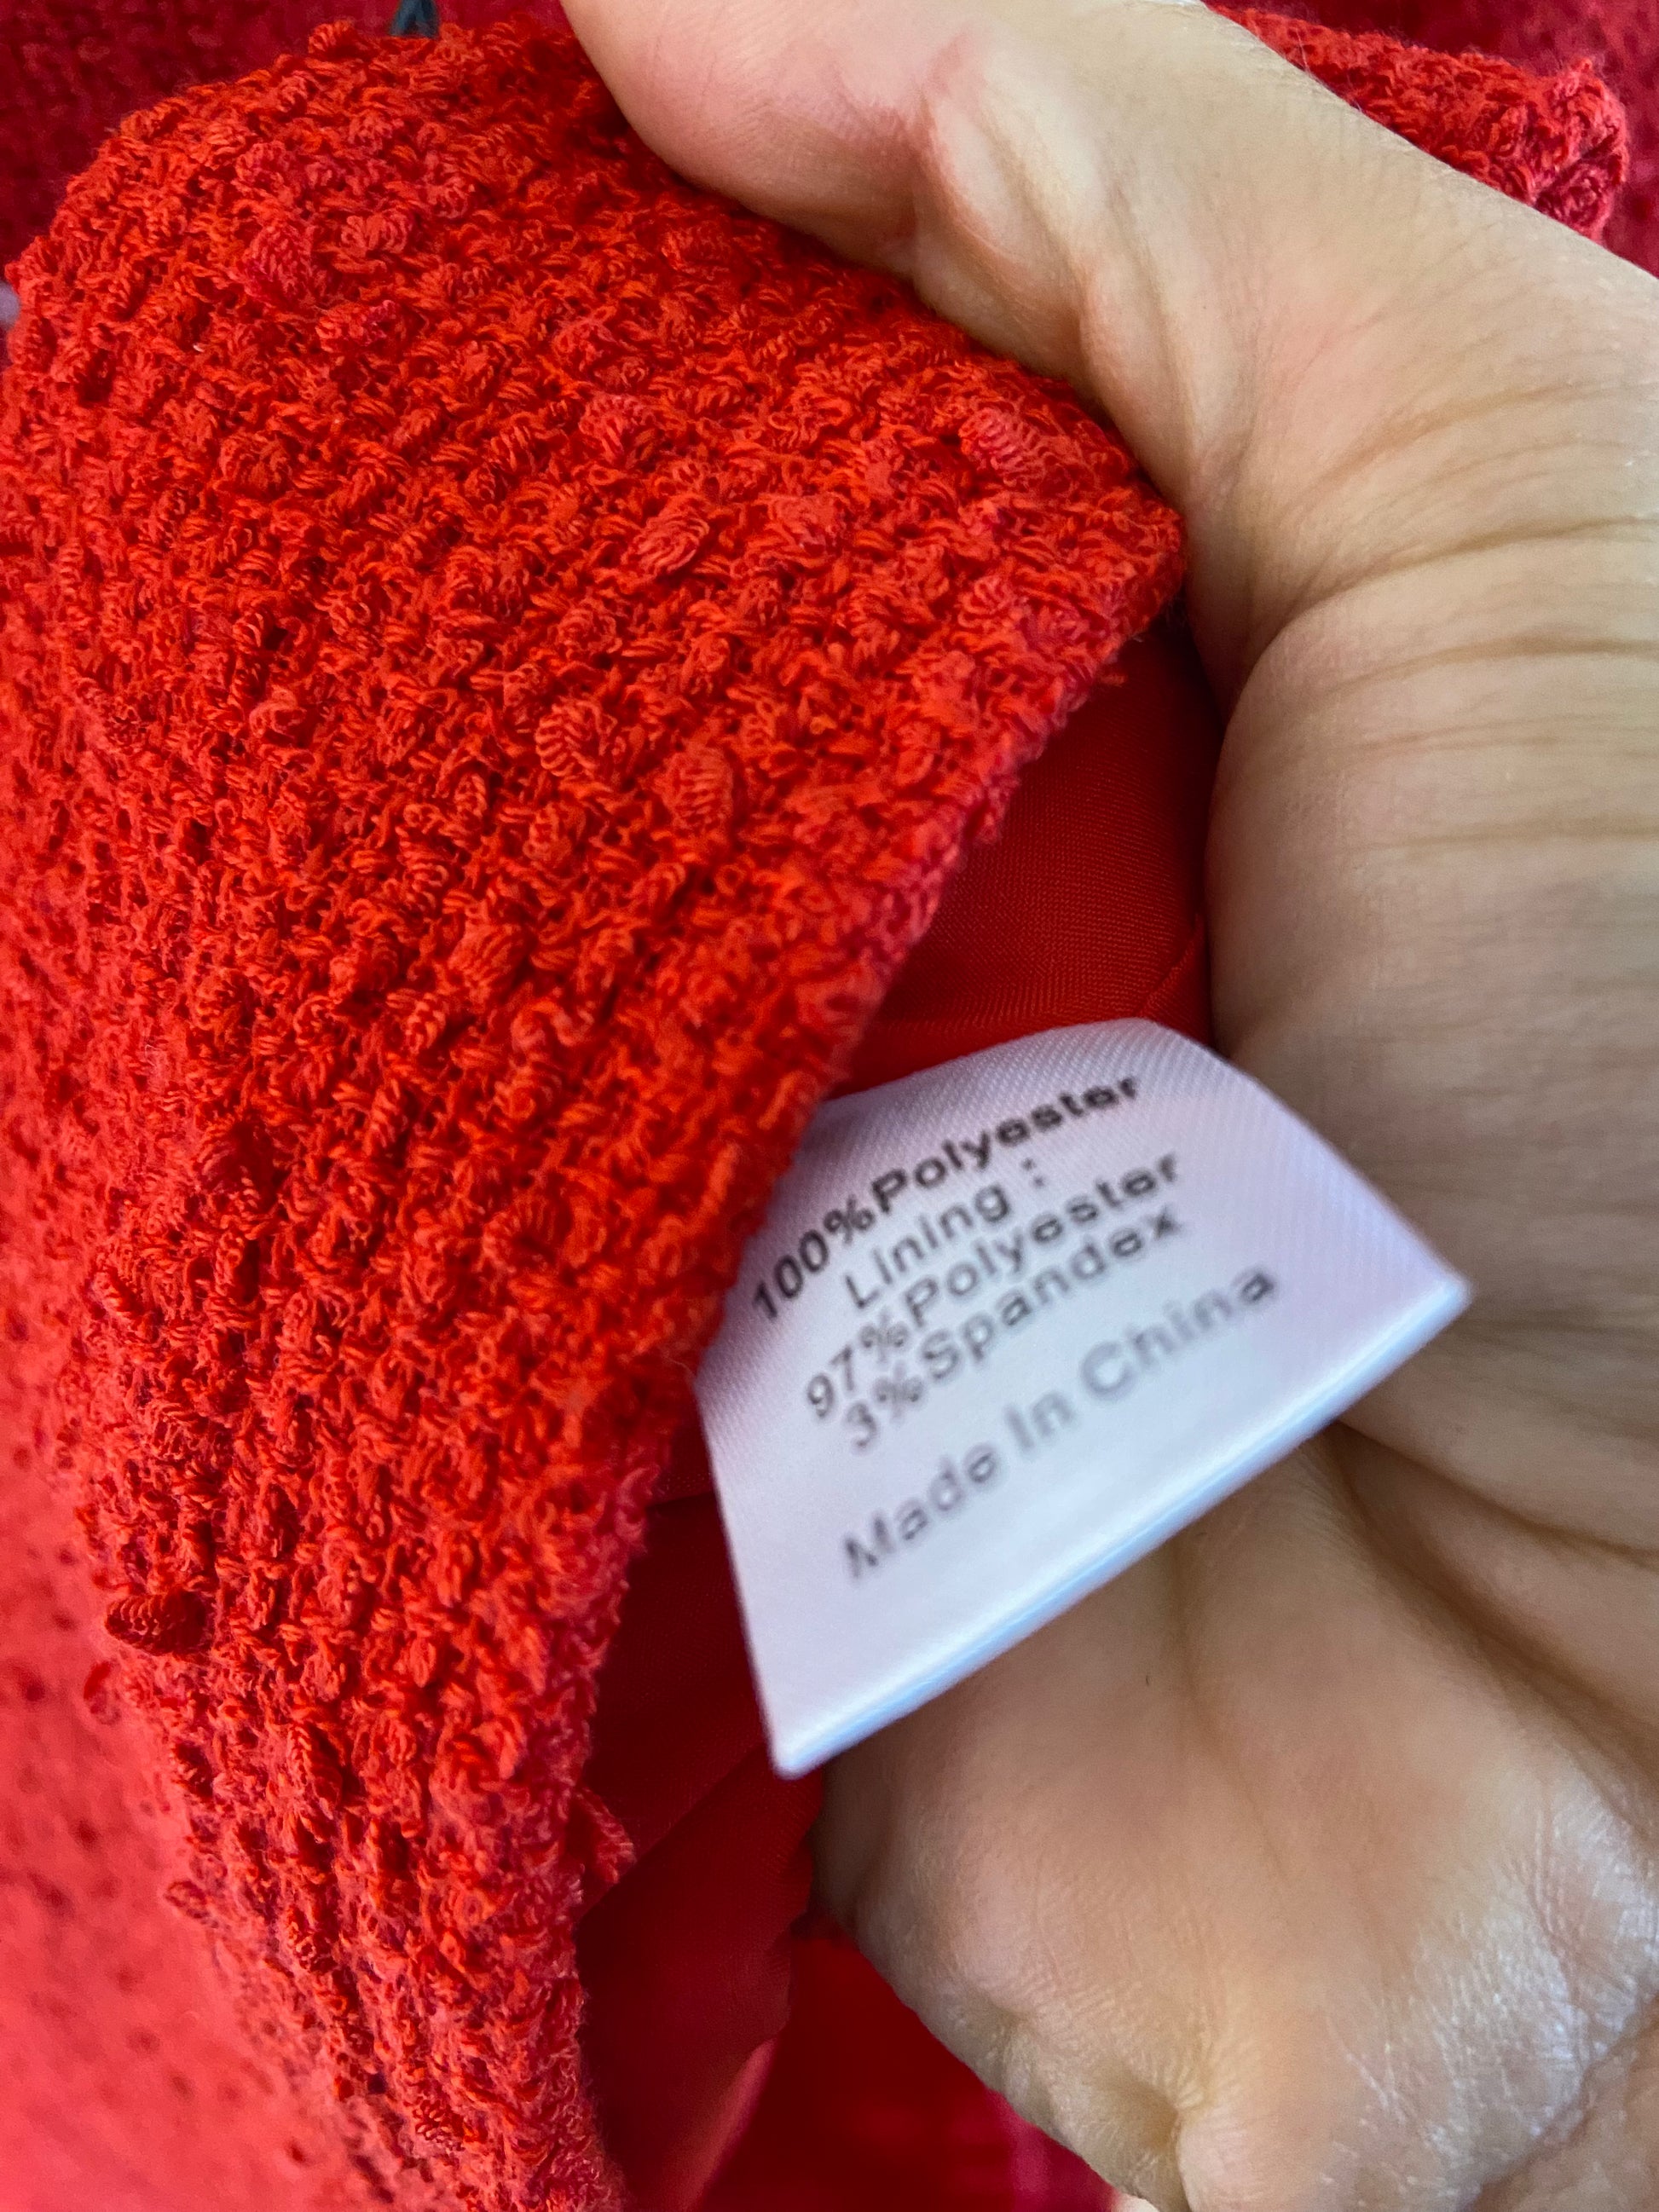 100%Polyester
Lining :
97%Polyester
3%Spandex
Made In China